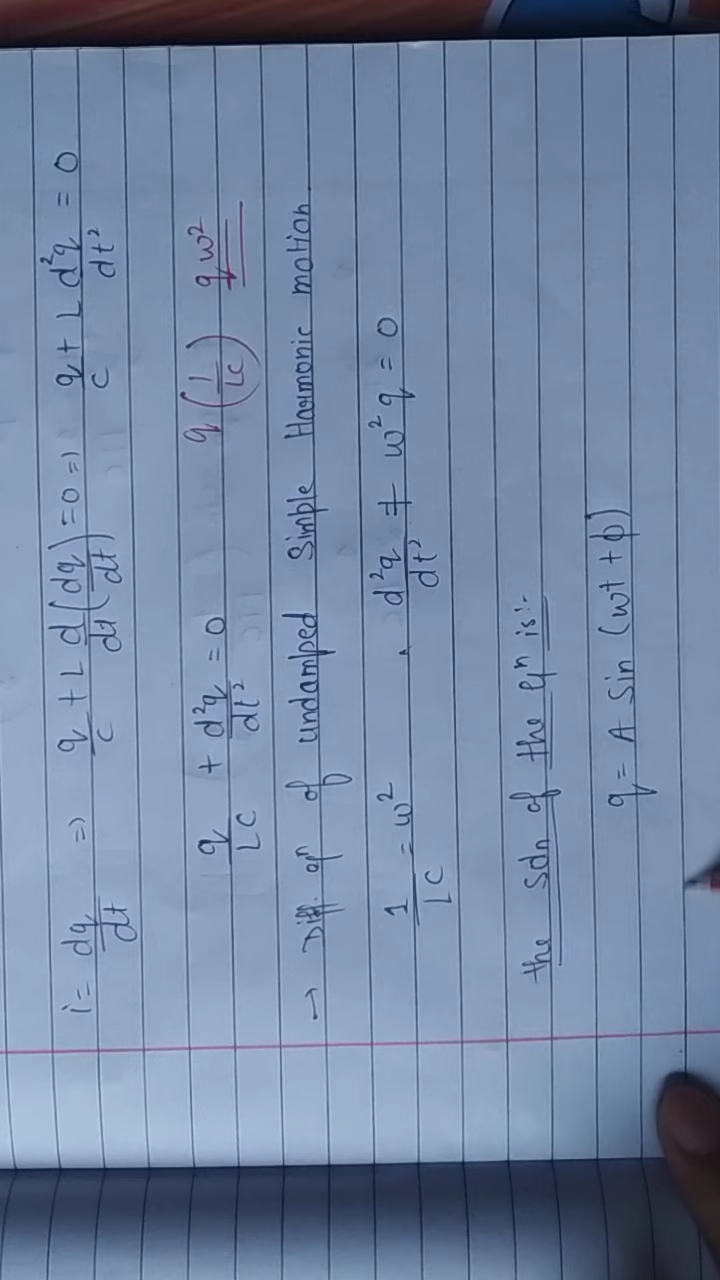 i = dq/dt ⇒ q/c + L d/dt (dq/dt) = 0 ⇒ q/c + L d²q/dt² = 0
q/LC + d²q/dt² = 0 q(1/LC) qω²
→ Diff. eqⁿ of undamped Simple Harmonic motion.
1/LC = ω² . d²q/dt² + ω²q = 0
the soln of the eqⁿ is:-
q = A Sin (ωt + ϕ)